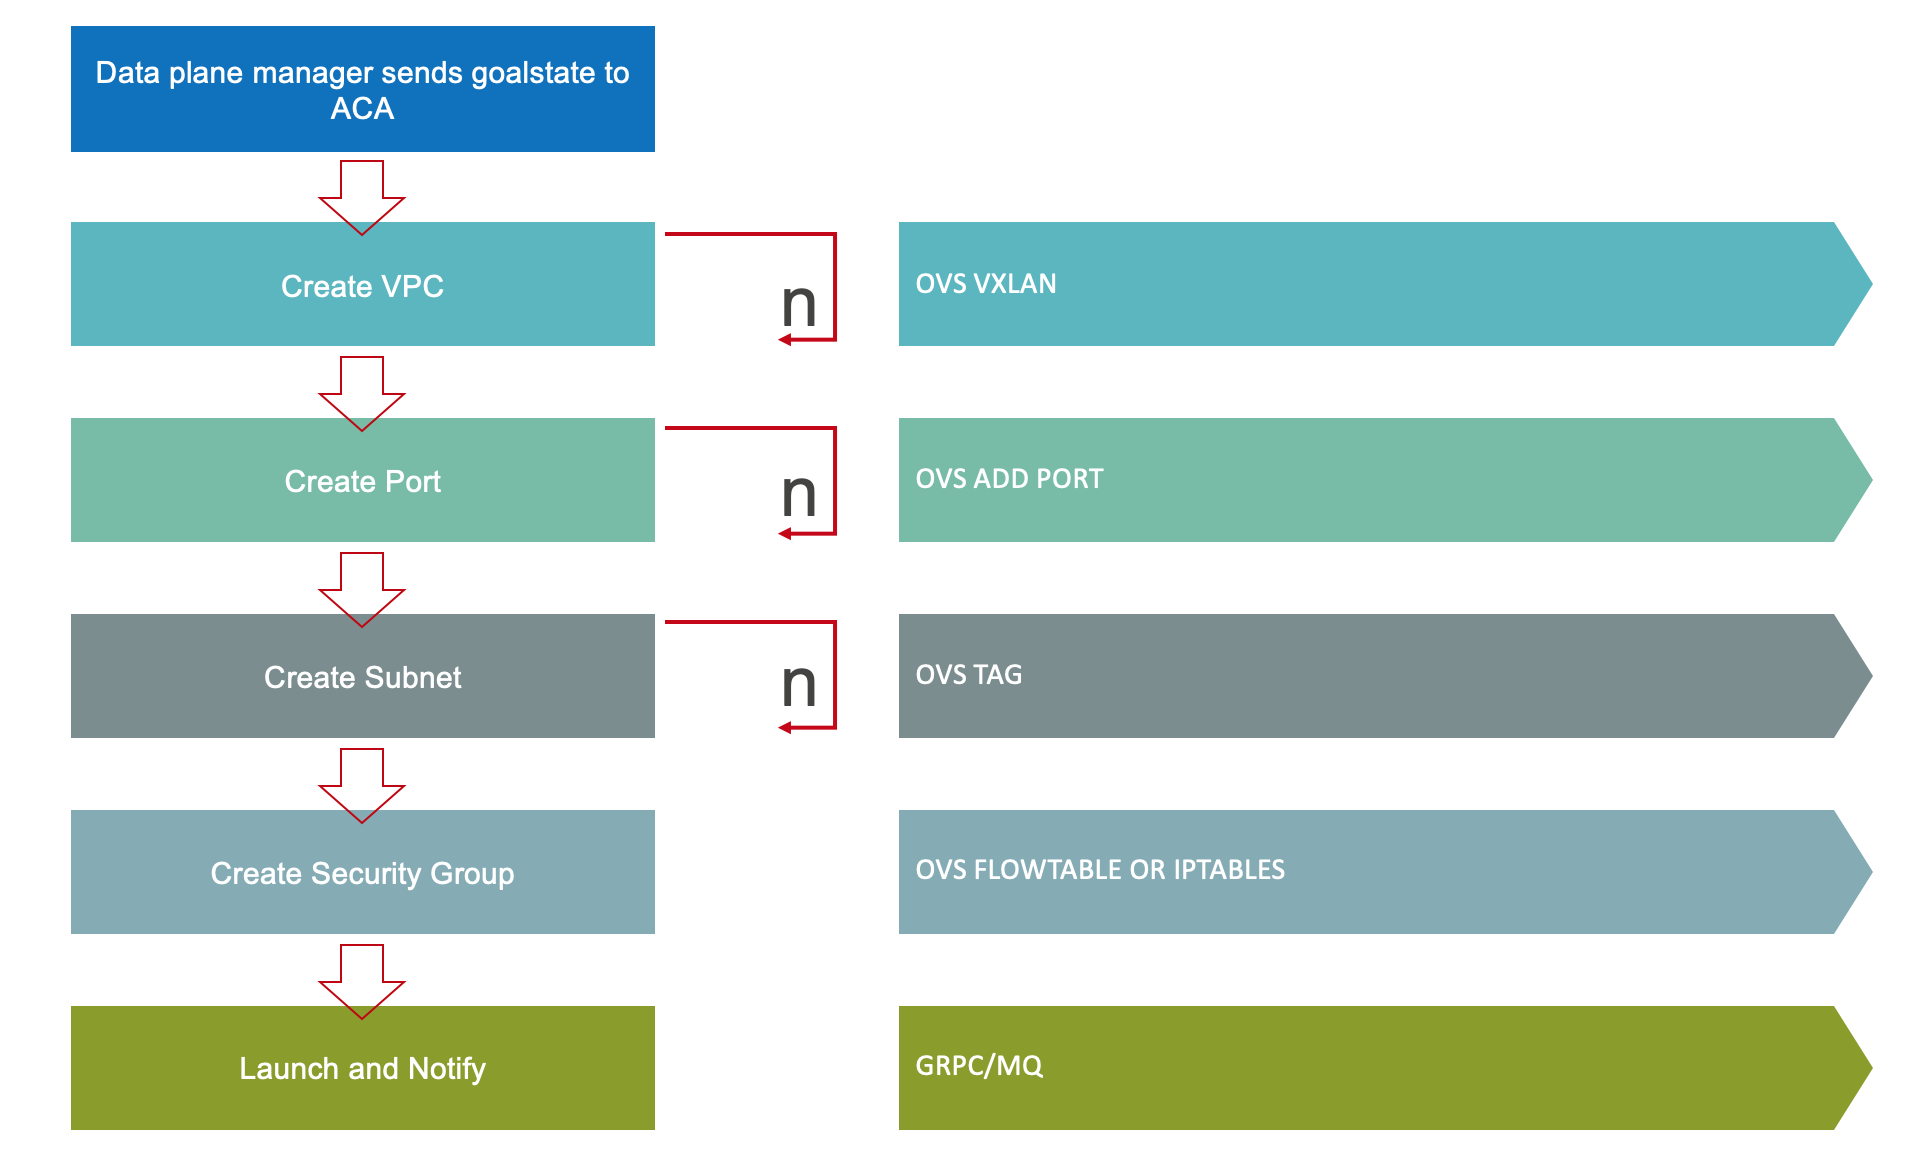 Data plane manager sends goalstate to
ACA
Create VPC
n
OVS VXLAN
Create Port
n
OVS ADD PORT
Create Subnet
n
OVS TAG
Create Security Group
OVS FLOWTABLE OR IPTABLES
Launch and Notify
GRPC/MQ